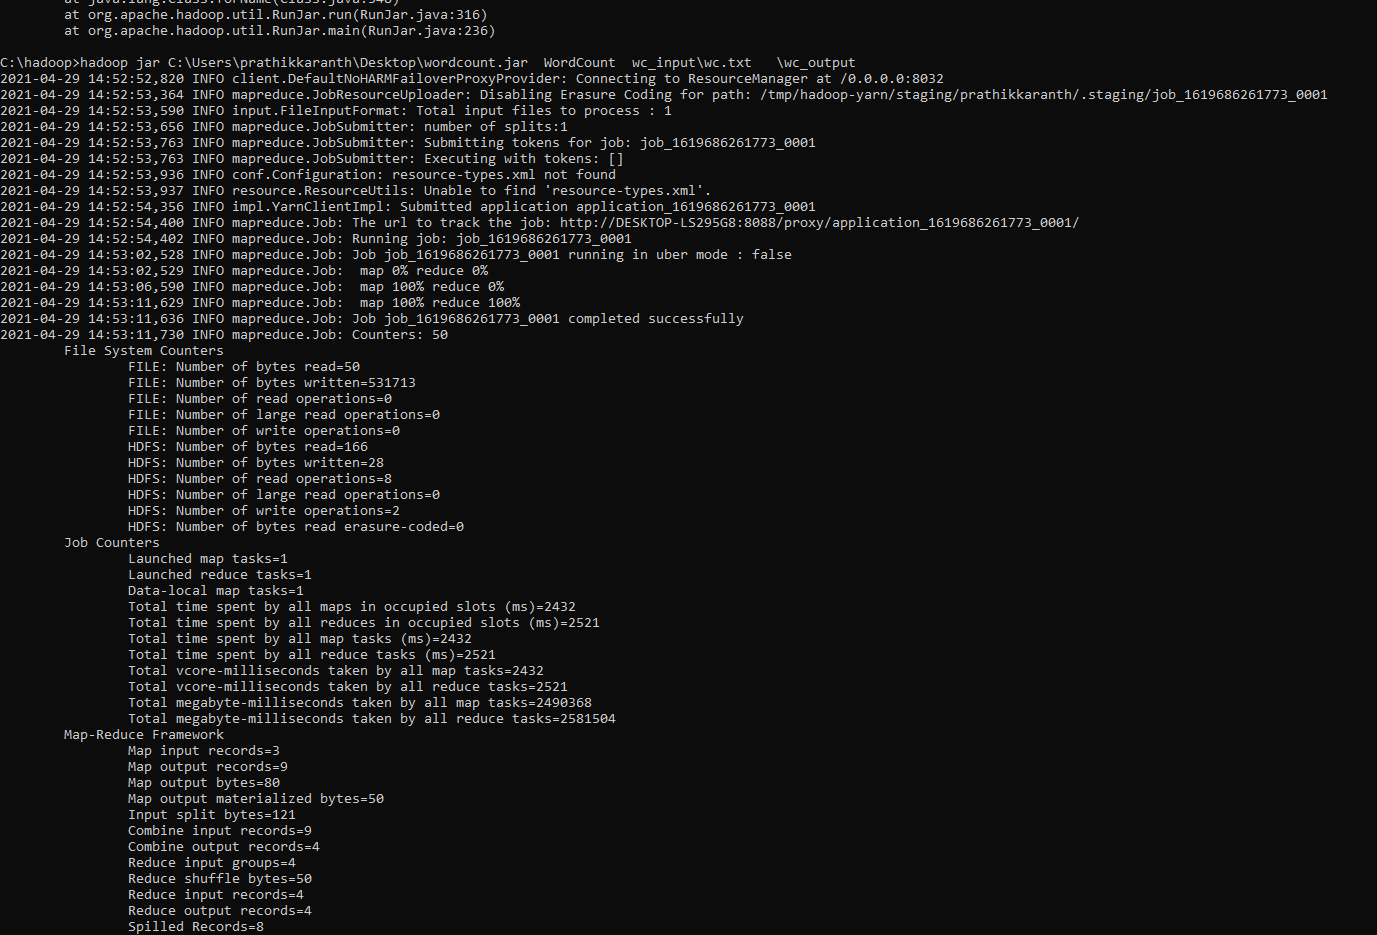 at java.lang.Class.forName(Class.java:348)
at org.apache.hadoop.util.RunJar.run(RunJar.java:316)
at org.apache.hadoop.util.RunJar.main(RunJar.java:236)
C:\hadoop>hadoop jar C:\Users\prathikkaranth\Desktop\wordcount.jar  WordCount  wc_input\wc.txt   \wc_output
2021-04-29 14:52:52,820 INFO client.DefaultNoHARMFailoverProxyProvider: Connecting to ResourceManager at /0.0.0.0:8032
2021-04-29 14:52:53,364 INFO mapreduce.JobResourceUploader: Disabling Erasure Coding for path: /tmp/hadoop-yarn/staging/prathikkaranth/.staging/job_1619686261773_0001
2021-04-29 14:52:53,590 INFO input.FileInputFormat: Total input files to process : 1
2021-04-29 14:52:53,656 INFO mapreduce.JobSubmitter: number of splits:1
2021-04-29 14:52:53,763 INFO mapreduce.JobSubmitter: Submitting tokens for job: job_1619686261773_0001
2021-04-29 14:52:53,763 INFO mapreduce.JobSubmitter: Executing with tokens: []
2021-04-29 14:52:53,936 INFO conf.Configuration: resource-types.xml not found
2021-04-29 14:52:53,937 INFO resource.ResourceUtils: Unable to find 'resource-types.xml'.
2021-04-29 14:52:54,356 INFO impl.YarnClientImpl: Submitted application application_1619686261773_0001
2021-04-29 14:52:54,400 INFO mapreduce.Job: The url to track the job: http://DESKTOP-LS295G8:8088/proxy/application_1619686261773_0001/
2021-04-29 14:52:54,402 INFO mapreduce.Job: Running job: job_1619686261773_0001
2021-04-29 14:53:02,528 INFO mapreduce.Job: Job job_1619686261773_0001 running in uber mode : false
2021-04-29 14:53:02,529 INFO mapreduce.Job:  map 0% reduce 0%
2021-04-29 14:53:06,590 INFO mapreduce.Job:  map 100% reduce 0%
2021-04-29 14:53:11,629 INFO mapreduce.Job:  map 100% reduce 100%
2021-04-29 14:53:11,636 INFO mapreduce.Job: Job job_1619686261773_0001 completed successfully
2021-04-29 14:53:11,730 INFO mapreduce.Job: Counters: 50
File System Counters
FILE: Number of bytes read=50
FILE: Number of bytes written=531713
FILE: Number of read operations=0
FILE: Number of large read operations=0
FILE: Number of write operations=0
HDFS: Number of bytes read=166
HDFS: Number of bytes written=28
HDFS: Number of read operations=8
HDFS: Number of large read operations=0
HDFS: Number of write operations=2
HDFS: Number of bytes read erasure-coded=0
Job Counters
Launched map tasks=1
Launched reduce tasks=1
Data-local map tasks=1
Total time spent by all maps in occupied slots (ms)=2432
Total time spent by all reduces in occupied slots (ms)=2521
Total time spent by all map tasks (ms)=2432
Total time spent by all reduce tasks (ms)=2521
Total vcore-milliseconds taken by all map tasks=2432
Total vcore-milliseconds taken by all reduce tasks=2521
Total megabyte-milliseconds taken by all map tasks=2490368
Total megabyte-milliseconds taken by all reduce tasks=2581504
Map-Reduce Framework
Map input records=3
Map output records=9
Map output bytes=80
Map output materialized bytes=50
Input split bytes=121
Combine input records=9
Combine output records=4
Reduce input groups=4
Reduce shuffle bytes=50
Reduce input records=4
Reduce output records=4
Spilled Records=8